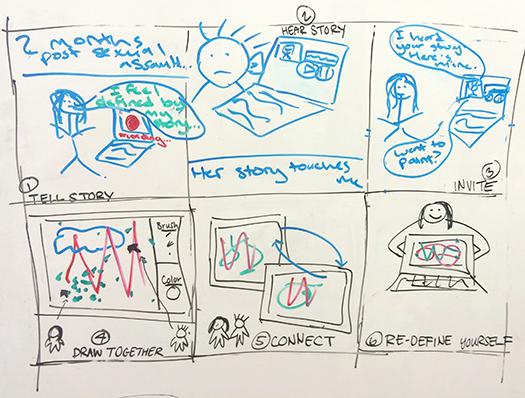 2 months
post sexual
assault...
I feel
defined by
my
story...
recording...
① TELL STORY
②
HEAR STORY
Her story touches
me
I heard
your story
Here is
mine.
Want to
paint?
③
INVITE
Brush
Color
④
DRAW TOGETHER
⑤ CONNECT
⑥ RE-DEFINE YOURSELF